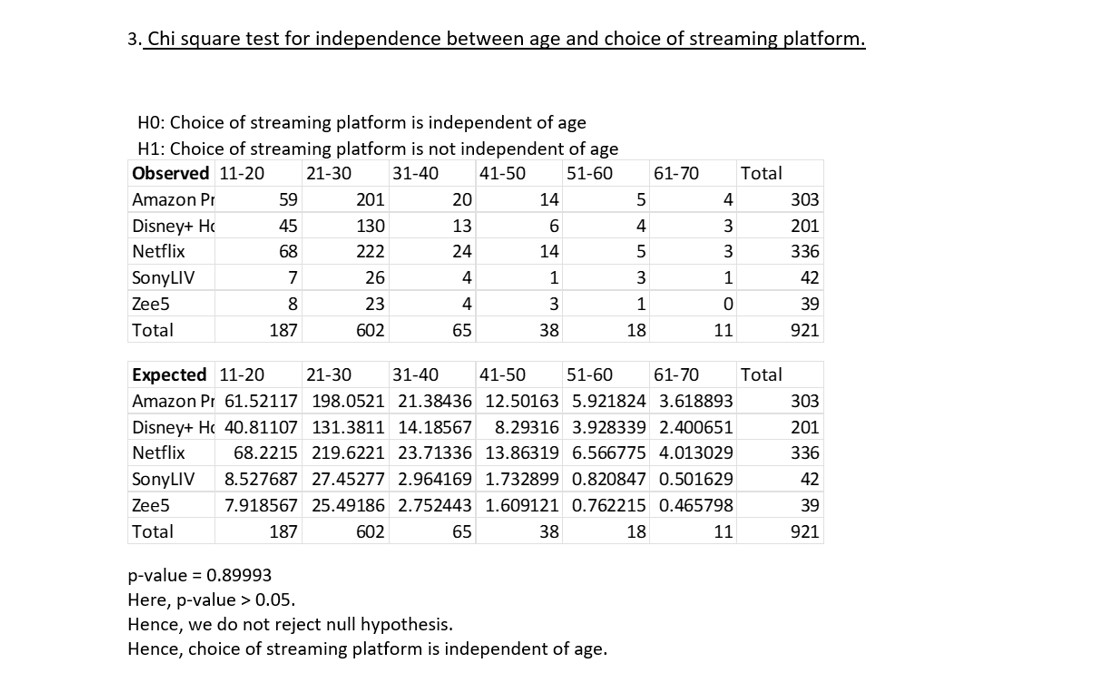 3. Chi square test for independence between age and choice of streaming platform.
H0: Choice of streaming platform is independent of age
H1: Choice of streaming platform is not independent of age
Observed 11-20 21-30 31-40 41-50 51-60 61-70 Total
Amazon Pr 59 201 20 14 5 4 303
Disney+ Ho 45 130 13 6 4 3 201
Netflix 68 222 24 14 5 3 336
SonyLIV 7 26 4 1 3 1 42
Zee5 8 23 4 3 1 0 39
Total 187 602 65 38 18 11 921
Expected 11-20 21-30 31-40 41-50 51-60 61-70 Total
Amazon Pr 61.52117 198.0521 21.38436 12.50163 5.921824 3.618893 303
Disney+ Ho 40.81107 131.3811 14.18567 8.29316 3.928339 2.400651 201
Netflix 68.2215 219.6221 23.71336 13.86319 6.566775 4.013029 336
SonyLIV 8.527687 27.45277 2.964169 1.732899 0.820847 0.501629 42
Zee5 7.918567 25.49186 2.752443 1.609121 0.762215 0.465798 39
Total 187 602 65 38 18 11 921
p-value = 0.89993
Here, p-value > 0.05.
Hence, we do not reject null hypothesis.
Hence, choice of streaming platform is independent of age.